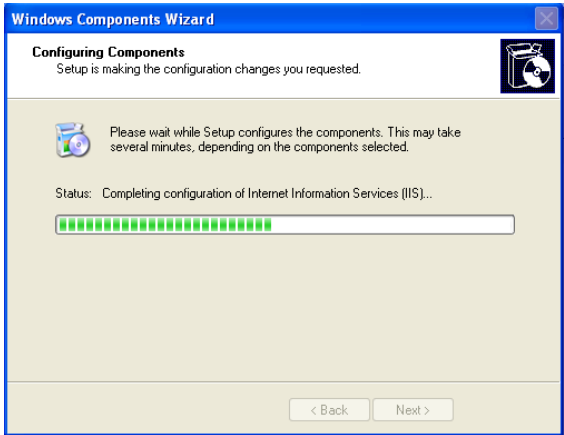 Windows Components Wizard
Configuring Components
Setup is making the configuration changes you requested.
Please wait while Setup configures the components. This may take
several minutes, depending on the components selected.
Status: Completing configuration of Internet Information Services (IIS)...
< Back Next >